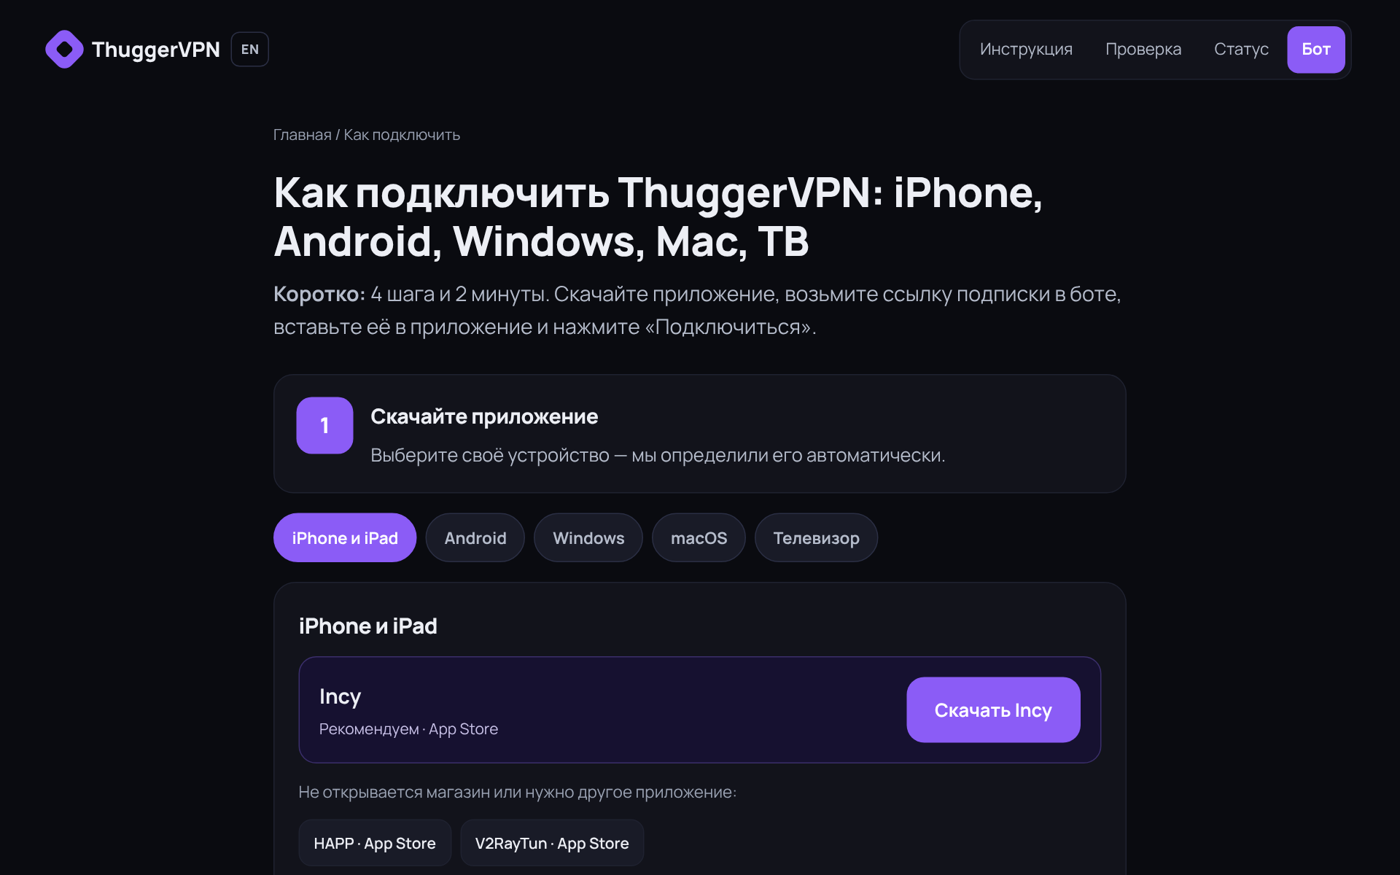 ThuggerVPN
EN
Инструкция
Проверка
Статус
Бот
Главная / Как подключить
Как подключить ThuggerVPN: iPhone,
Android, Windows, Mac, ТВ
Коротко: 4 шага и 2 минуты. Скачайте приложение, возьмите ссылку подписки в боте,
вставьте её в приложение и нажмите «Подключиться».
1
Скачайте приложение
Выберите своё устройство — мы определили его автоматически.
iPhone и iPad
Android
Windows
macOS
Телевизор
iPhone и iPad
Incy
Рекомендуем · App Store
Скачать Incy
Не открывается магазин или нужно другое приложение:
HAPP · App Store
V2RayTun · App Store